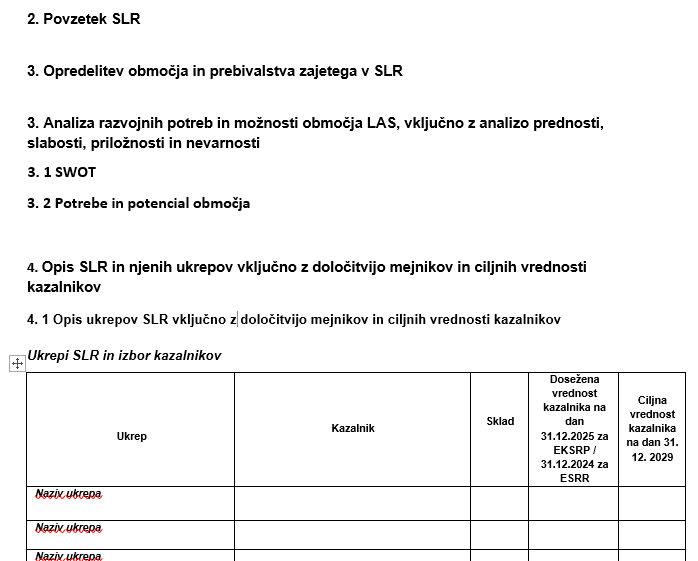 2. Povzetek SLR
3. Opredelitev območja in prebivalstva zajetega v SLR
3. Analiza razvojnih potreb in možnosti območja LAS, vključno z analizo prednosti,
slabosti, priložnosti in nevarnosti
3. 1 SWOT
3. 2 Potrebe in potencial območja
4. Opis SLR in njenih ukrepov vključno z določitvijo mejnikov in ciljnih vrednosti
kazalnikov
4. 1 Opis ukrepov SLR vključno z določitvijo mejnikov in ciljnih vrednosti kazalnikov
Ukrepi SLR in izbor kazalnikov
Ukrep
Kazalnik
Sklad
Dosežena
vrednost
kazalnika na
dan
31.12.2025 za
EKSRP /
31.12.2024 za
ESRR
Ciljna
vrednost
kazalnika
na dan 31.
12. 2029
Naziv ukrepa
Naziv ukrepa
Naziv ukrepa